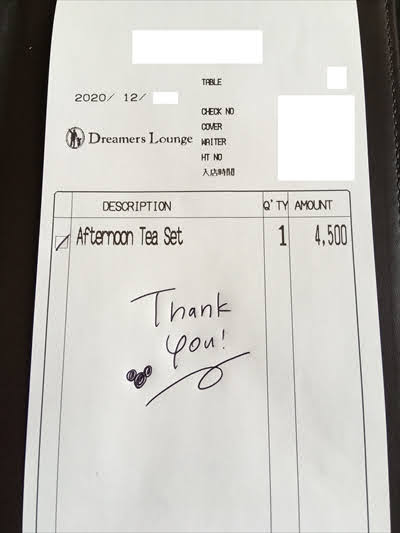 TABLE
2020/ 12/
CHECK NO
Dreamers Lounge
COVER
WAITER
HT NO
入店時間
DESCRIPTION Q'TY AMOUNT
Afternoon Tea Set 1 4,500
Thank
you!